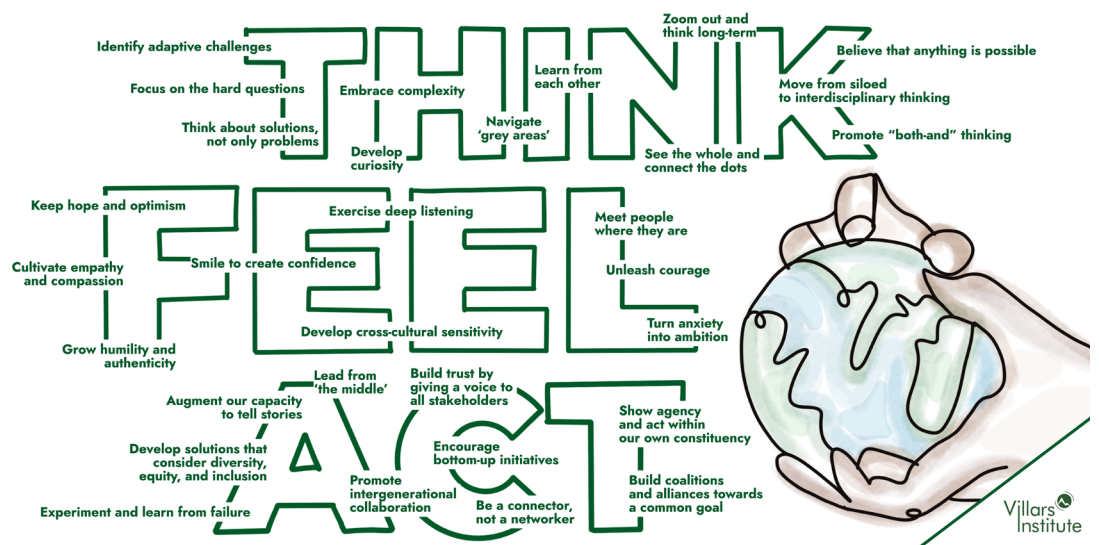 THINK
Identify adaptive challenges
Focus on the hard questions
Think about solutions,
not only problems
Embrace complexity
Develop
curiosity
Navigate
‘grey areas’
Learn from
each other
Zoom out and
think long-term
See the whole and
connect the dots
Believe that anything is possible
Move from siloed
to interdisciplinary thinking
Promote “both-and” thinking
FEEL
Keep hope and optimism
Cultivate empathy
and compassion
Grow humility and
authenticity
Exercise deep listening
Smile to create confidence
Develop cross-cultural sensitivity
Meet people
where they are
Unleash courage
Turn anxiety
into ambition
ACT
Lead from
‘the middle’
Augment our capacity
to tell stories
Develop solutions that
consider diversity,
equity, and inclusion
Experiment and learn from failure
Build trust by
giving a voice to
all stakeholders
Encourage
bottom-up initiatives
Promote
intergenerational
collaboration
Be a connector,
not a networker
Show agency
and act within
our own constituency
Build coalitions
and alliances towards
a common goal
Villars
Institute